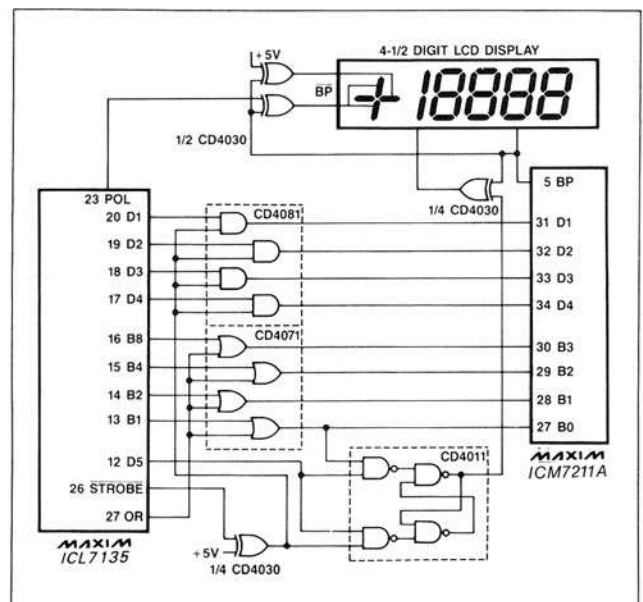 4-1/2 DIGIT LCD DISPLAY
+5V
BP
+18888
1/2 CD4030
1/4 CD4030
23 POL
5 BP
20 D1
CD4081
31 D1
19 D2
32 D2
18 D3
33 D3
17 D4
34 D4
16 B8
CD4071
30 B3
15 B4
29 B2
14 B2
28 B1
13 B1
27 B0
12 D5
CD4011
MAXIM
ICM7211A
26 STROBE
27 OR
MAXIM
ICL7135
+5V
1/4 CD4030